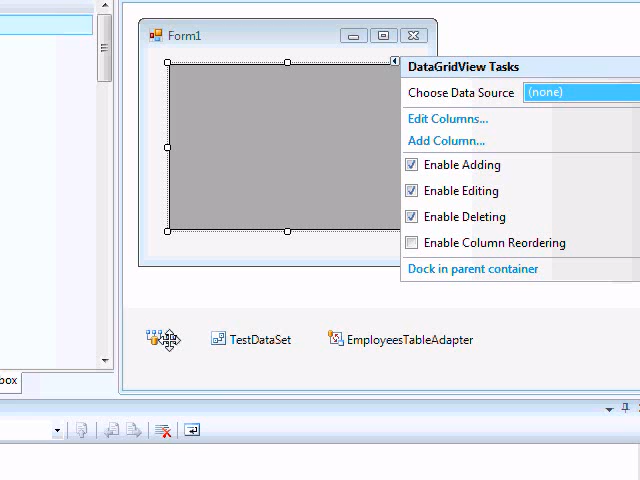 Form1
DataGridView Tasks
Choose Data Source (none)
Edit Columns...
Add Column...
Enable Adding
Enable Editing
Enable Deleting
Enable Column Reordering
Dock in parent container
TestDataSet EmployeesTableAdapter
box